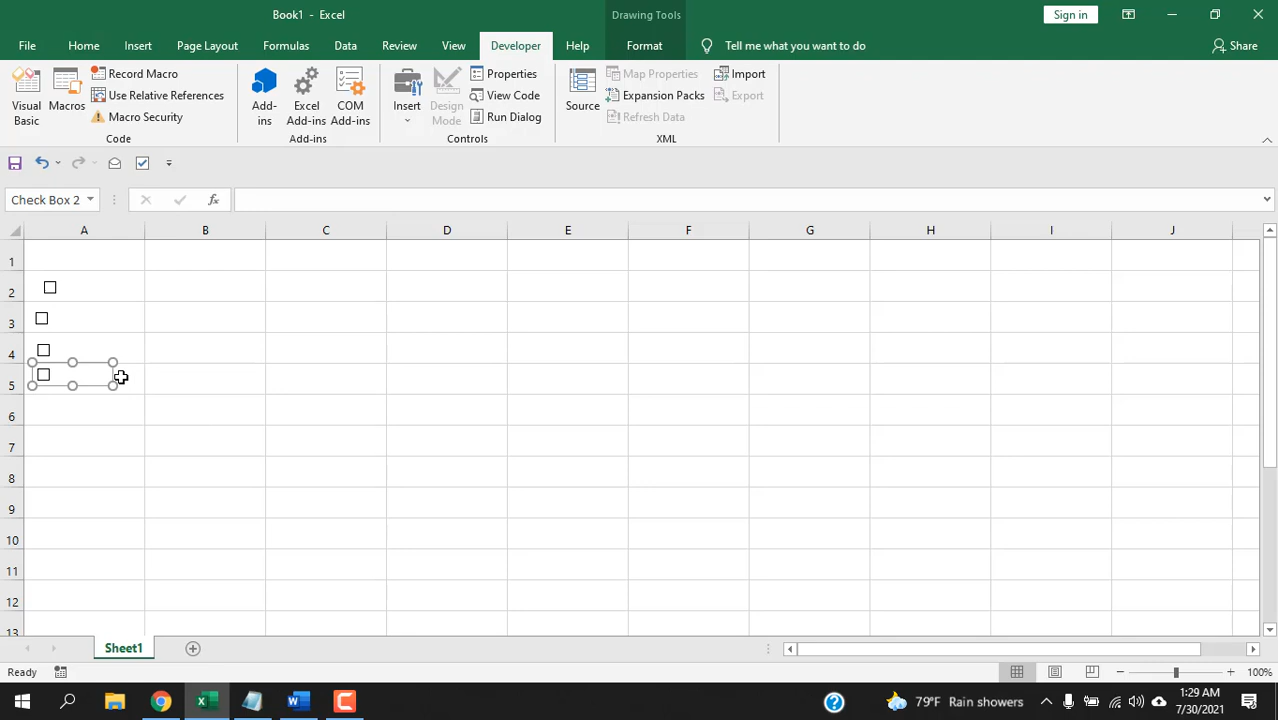 Book1 - Excel
Drawing Tools
Sign in
File Home Insert Page Layout Formulas Data Review View Developer Help Format Tell me what you want to do Share
Visual Basic
Macros
Record Macro
Use Relative References
Macro Security
Code
Add-ins
Excel Add-ins
COM Add-ins
Add-ins
Insert
Design Mode
Properties
View Code
Run Dialog
Controls
Source
Map Properties
Expansion Packs
Refresh Data
Import
Export
XML
Check Box 2
fx
A B C D E F G H I J
1
2
3
4
5
6
7
8
9
10
11
12
13
Sheet1
Ready
100%
79°F Rain showers
1:29 AM
7/30/2021